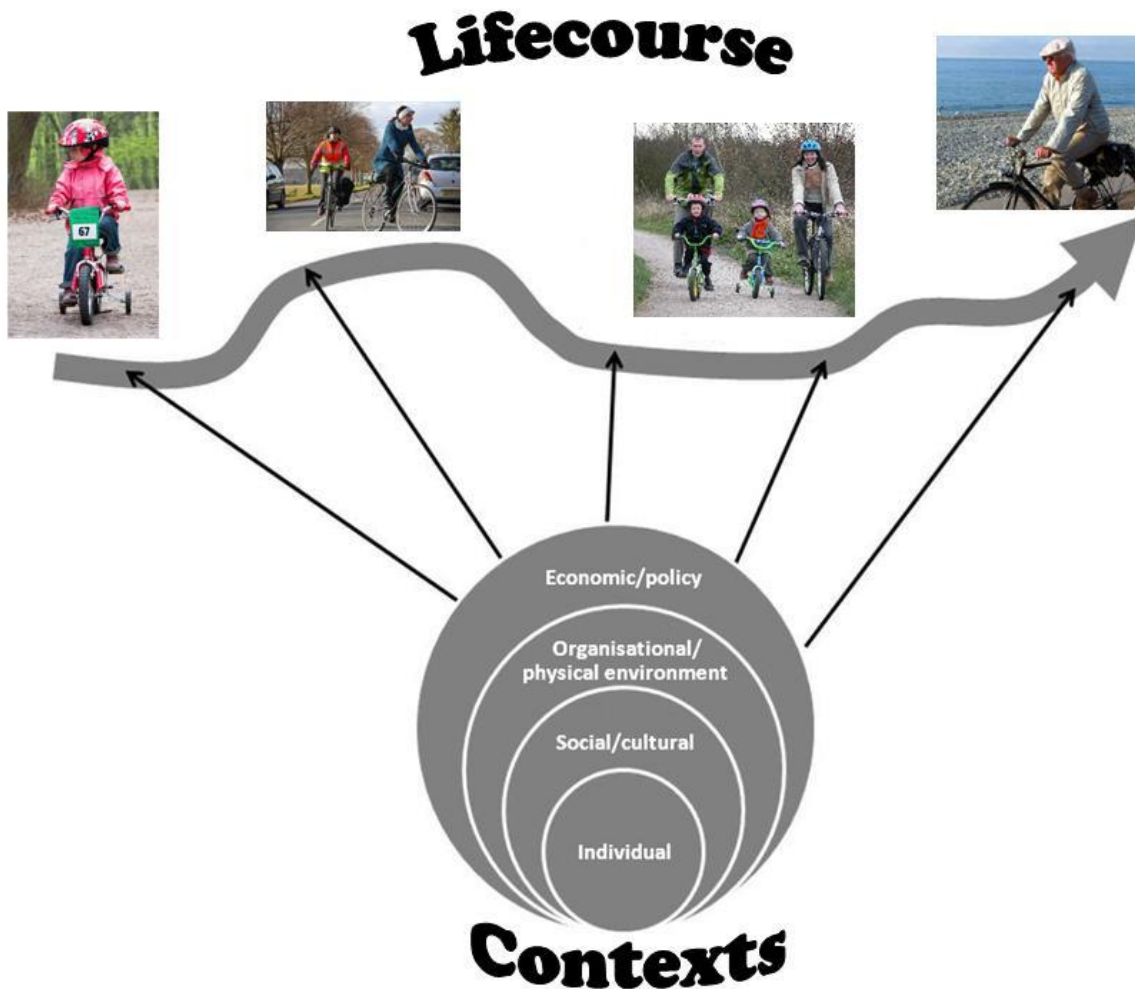 Lifecourse
67
Economic/policy
Organisational/
physical environment
Social/cultural
Individual
Contexts